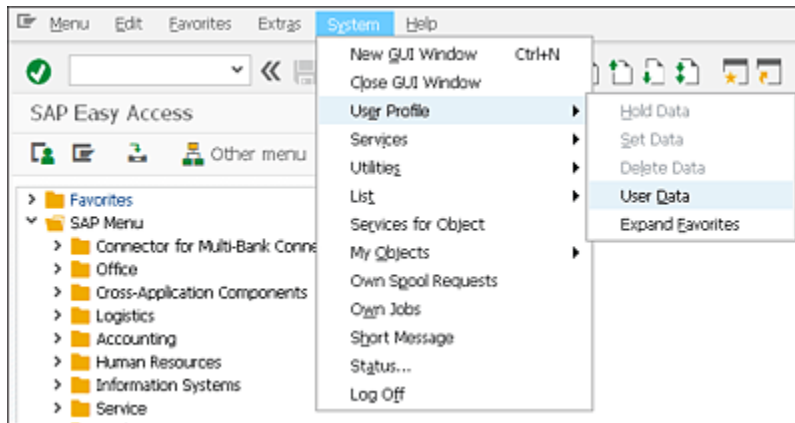 Menu Edit Favorites Extras System Help
SAP Easy Access
Other menu
Favorites
SAP Menu
Connector for Multi-Bank Conne
Office
Cross-Application Components
Logistics
Accounting
Human Resources
Information Systems
Service
New GUI Window Ctrl+N
Close GUI Window
User Profile
Services
Utilities
List
Services for Object
My Objects
Own Spool Requests
Own Jobs
Short Message
Status...
Log Off
Hold Data
Set Data
Delete Data
User Data
Expand Favorites